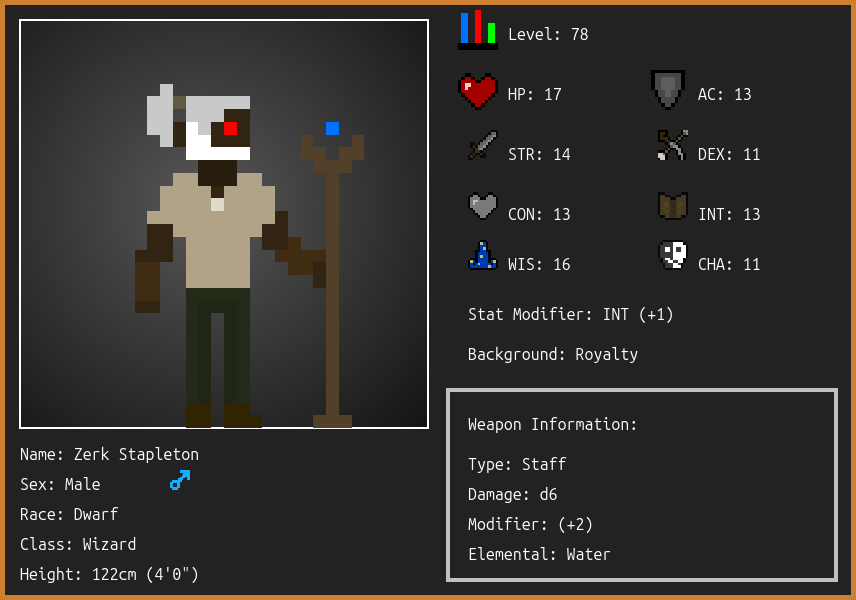 Level: 78
HP: 17
AC: 13
STR: 14
DEX: 11
CON: 13
INT: 13
WIS: 16
CHA: 11
Stat Modifier: INT (+1)
Background: Royalty
Weapon Information:
Type: Staff
Damage: d6
Modifier: (+2)
Elemental: Water
Name: Zerk Stapleton
Sex: Male
Race: Dwarf
Class: Wizard
Height: 122cm (4'0")